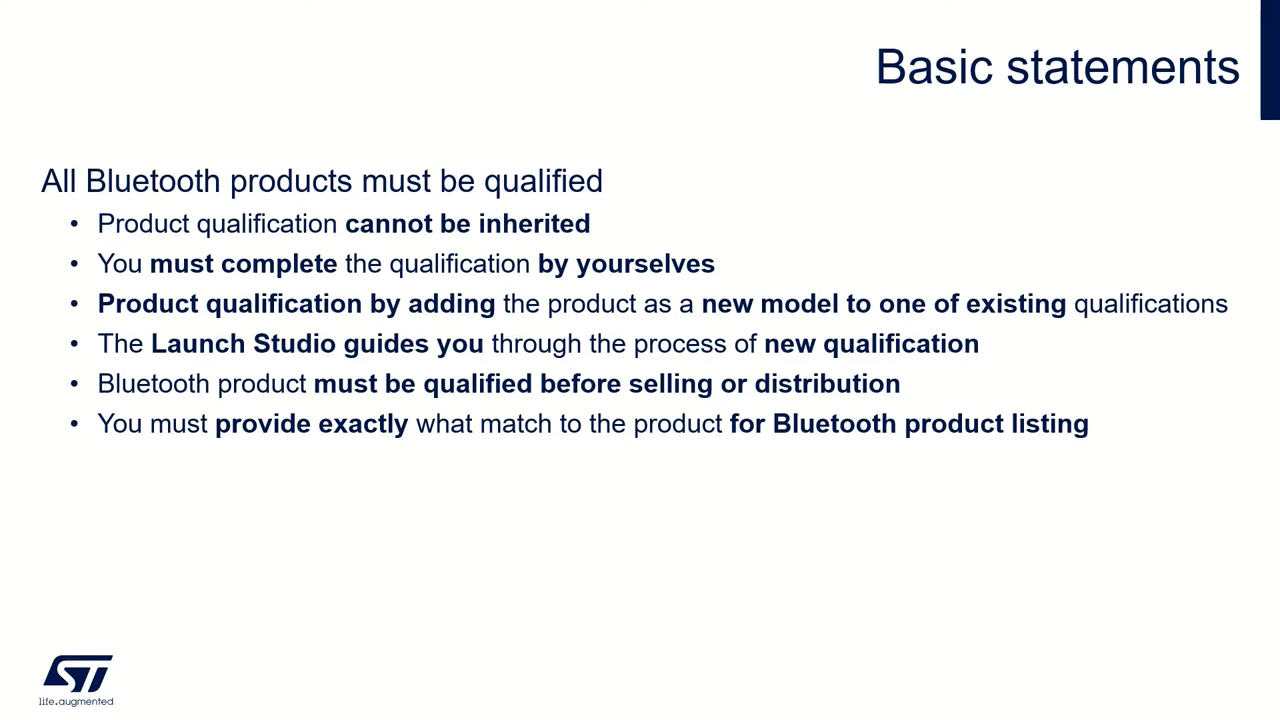 Basic statements
All Bluetooth products must be qualified
• Product qualification cannot be inherited
• You must complete the qualification by yourselves
• Product qualification by adding the product as a new model to one of existing qualifications
• The Launch Studio guides you through the process of new qualification
• Bluetooth product must be qualified before selling or distribution
• You must provide exactly what match to the product for Bluetooth product listing
ST
life.augmented